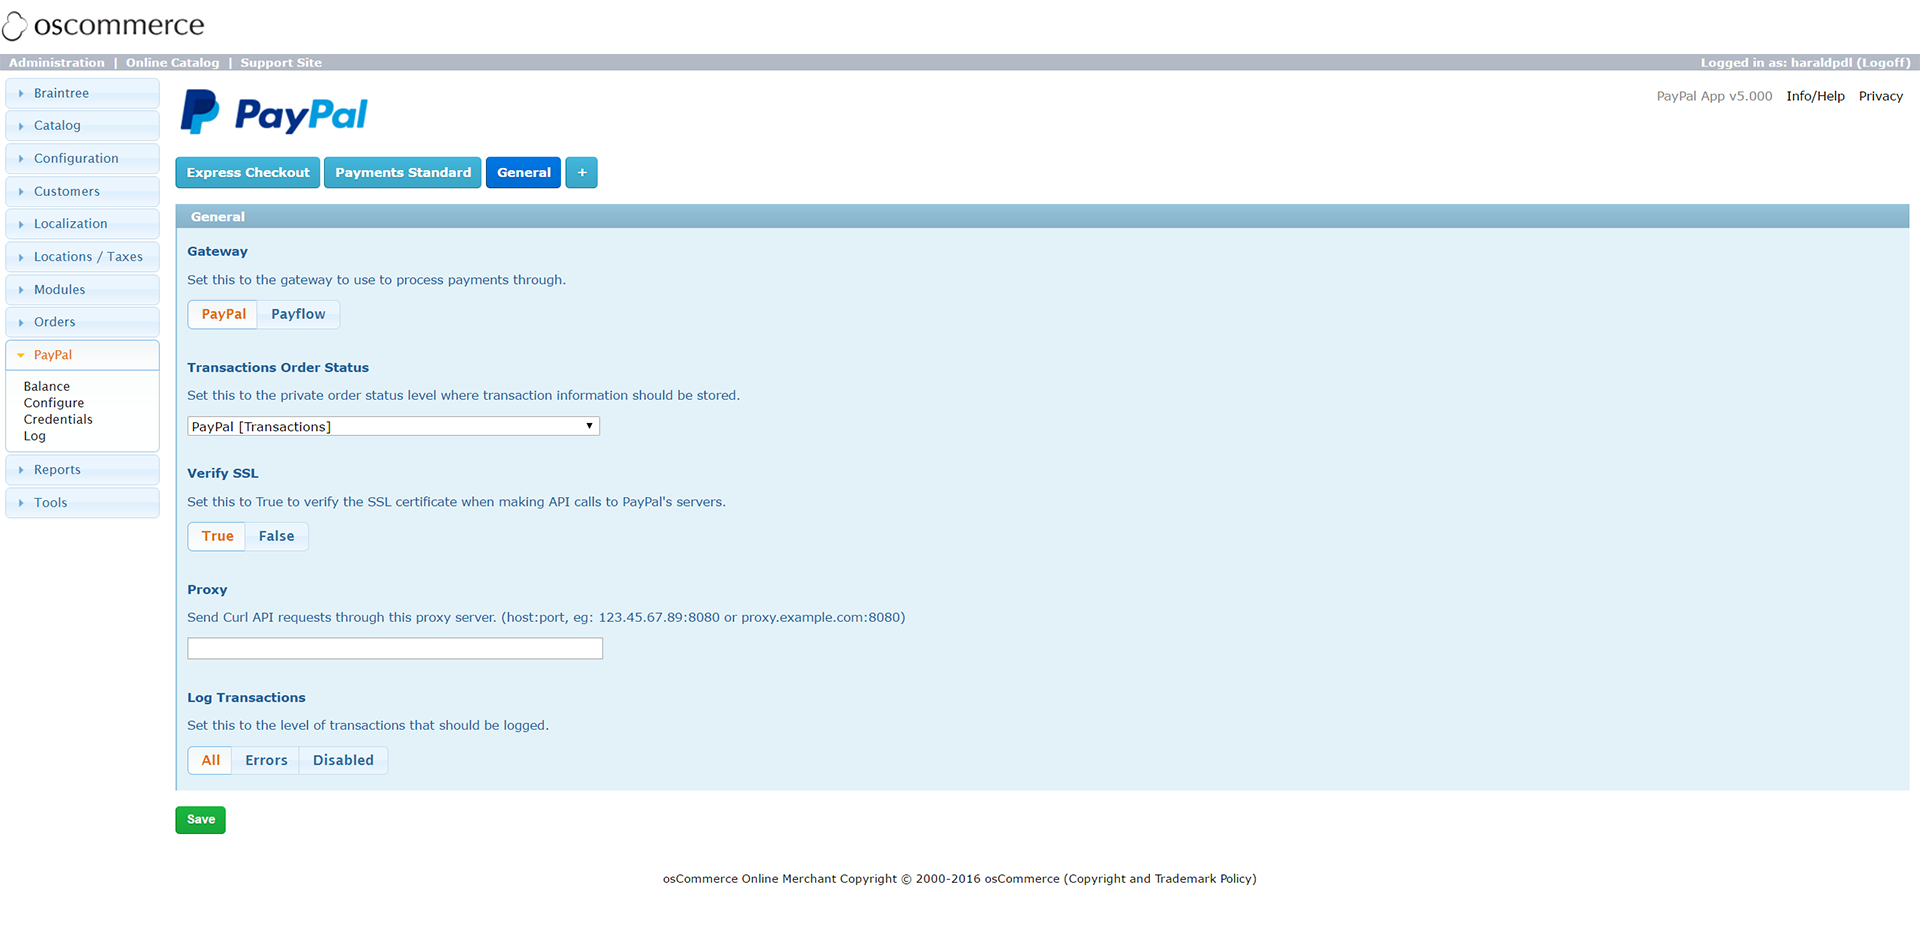 oscommerce
Administration | Online Catalog | Support Site
Logged in as: haraldpdl (Logoff)
Braintree
Catalog
Configuration
Customers
Localization
Locations / Taxes
Modules
Orders
PayPal
Balance
Configure
Credentials
Log
Reports
Tools
PayPal
PayPal App v5.000 Info/Help Privacy
Express Checkout Payments Standard General +
General
Gateway
Set this to the gateway to use to process payments through.
PayPal Payflow
Transactions Order Status
Set this to the private order status level where transaction information should be stored.
PayPal [Transactions]
Verify SSL
Set this to True to verify the SSL certificate when making API calls to PayPal's servers.
True False
Proxy
Send Curl API requests through this proxy server. (host:port, eg: 123.45.67.89:8080 or proxy.example.com:8080)
Log Transactions
Set this to the level of transactions that should be logged.
All Errors Disabled
Save
osCommerce Online Merchant Copyright © 2000-2016 osCommerce (Copyright and Trademark Policy)